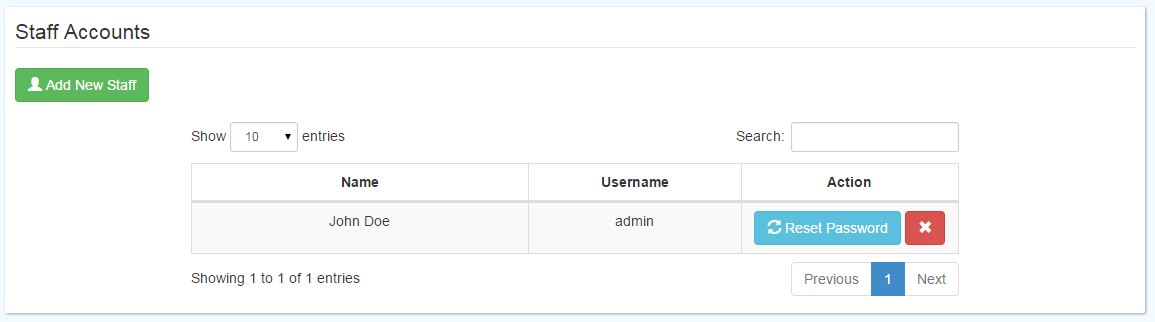 Staff Accounts
Add New Staff
Show 10 entries Search:
Name Username Action
John Doe admin Reset Password
Showing 1 to 1 of 1 entries Previous 1 Next